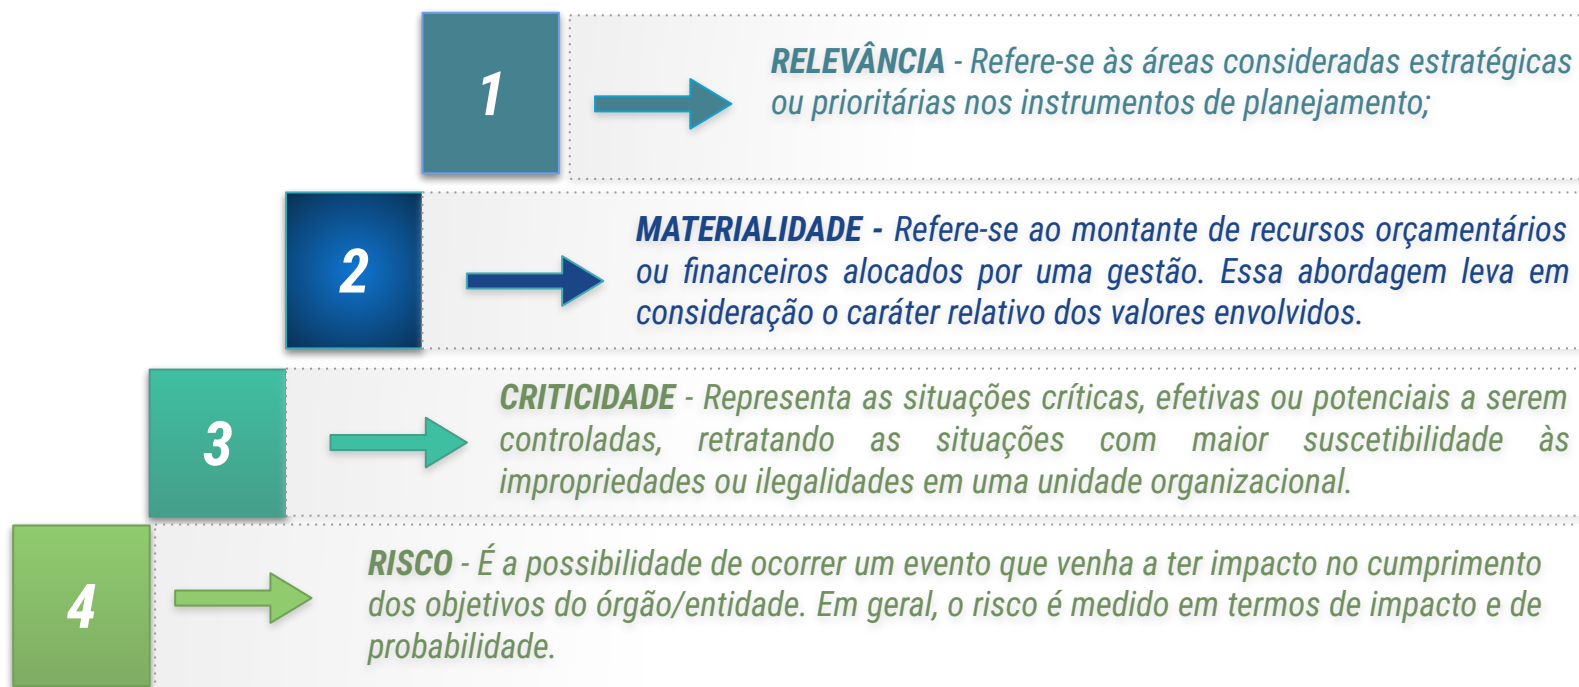 1
RELEVÂNCIA - Refere-se às áreas consideradas estratégicas
ou prioritárias nos instrumentos de planejamento;
2
MATERIALIDADE - Refere-se ao montante de recursos orçamentários
ou financeiros alocados por uma gestão. Essa abordagem leva em
consideração o caráter relativo dos valores envolvidos.
3
CRITICIDADE - Representa as situações críticas, efetivas ou potenciais a serem
controladas, retratando as situações com maior suscetibilidade às
impropriedades ou ilegalidades em uma unidade organizacional.
4
RISCO - É a possibilidade de ocorrer um evento que venha a ter impacto no cumprimento
dos objetivos do órgão/entidade. Em geral, o risco é medido em termos de impacto e de
probabilidade.